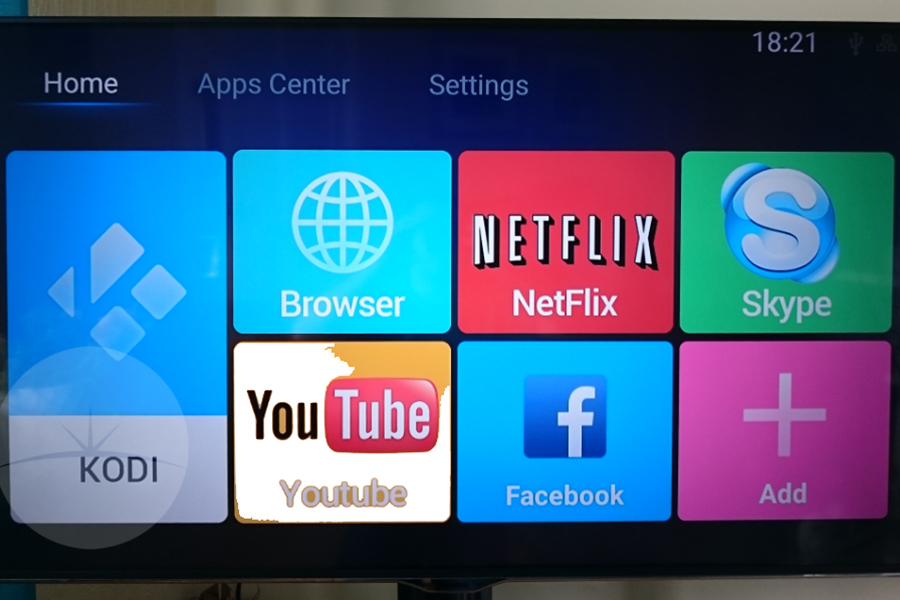 18:21
Home Apps Center Settings
NETFLIX
S
Browser NetFlix Skype
YouTube
f
KODI
Youtube Facebook Add